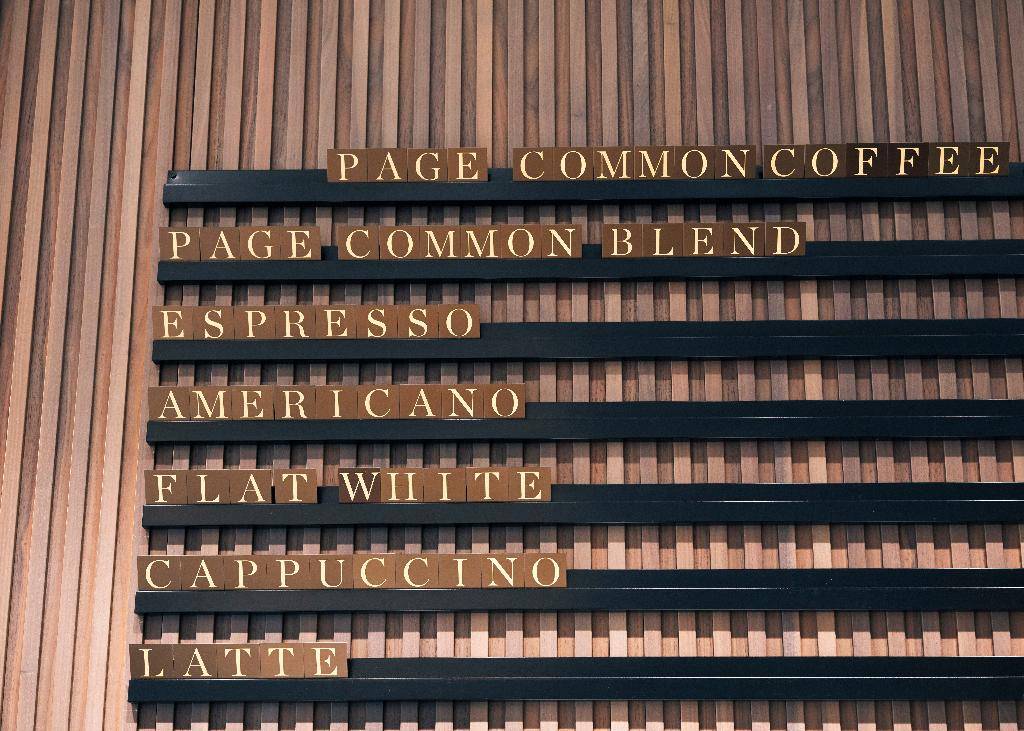 PAGE COMMON COFFEE
PAGE COMMON BLEND
ESPRESSO
AMERICANO
FLAT WHITE
CAPPUCCINO
LATTE